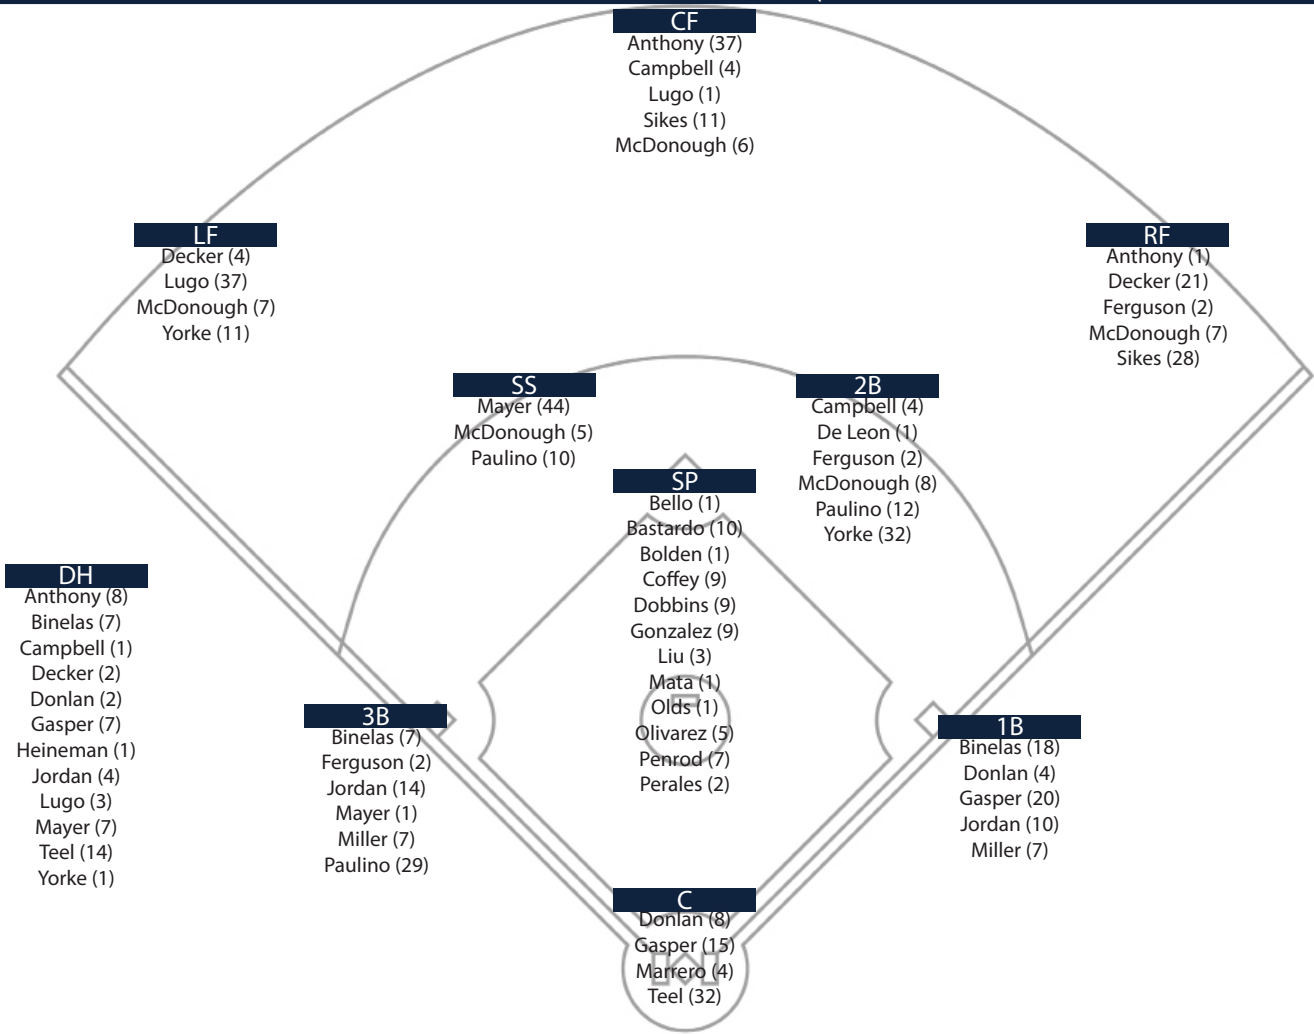 CF
Anthony (37)
Campbell (4)
Lugo (1)
Sikes (11)
McDonough (6)
LF
Decker (4)
Lugo (37)
McDonough (7)
Yorke (11)
RF
Anthony (1)
Decker (21)
Ferguson (2)
McDonough (7)
Sikes (28)
SS
Mayer (44)
McDonough (5)
Paulino (10)
2B
Campbell (4)
De Leon (1)
Ferguson (2)
McDonough (8)
Paulino (12)
Yorke (32)
SP
Bello (1)
Bastardo (10)
Bolden (1)
Coffey (9)
Dobbins (9)
Gonzalez (9)
Liu (3)
Mata (1)
Olds (1)
Olivarez (5)
Penrod (7)
Perales (2)
DH
Anthony (8)
Binelas (7)
Campbell (1)
Decker (2)
Donlan (2)
Gasper (7)
Heineman (1)
Jordan (4)
Lugo (3)
Mayer (7)
Teel (14)
Yorke (1)
3B
Binelas (7)
Ferguson (2)
Jordan (14)
Mayer (1)
Miller (7)
Paulino (29)
1B
Binelas (18)
Donlan (4)
Gasper (20)
Jordan (10)
Miller (7)
C
Donlan (8)
Gasper (15)
Marrero (4)
Teel (32)